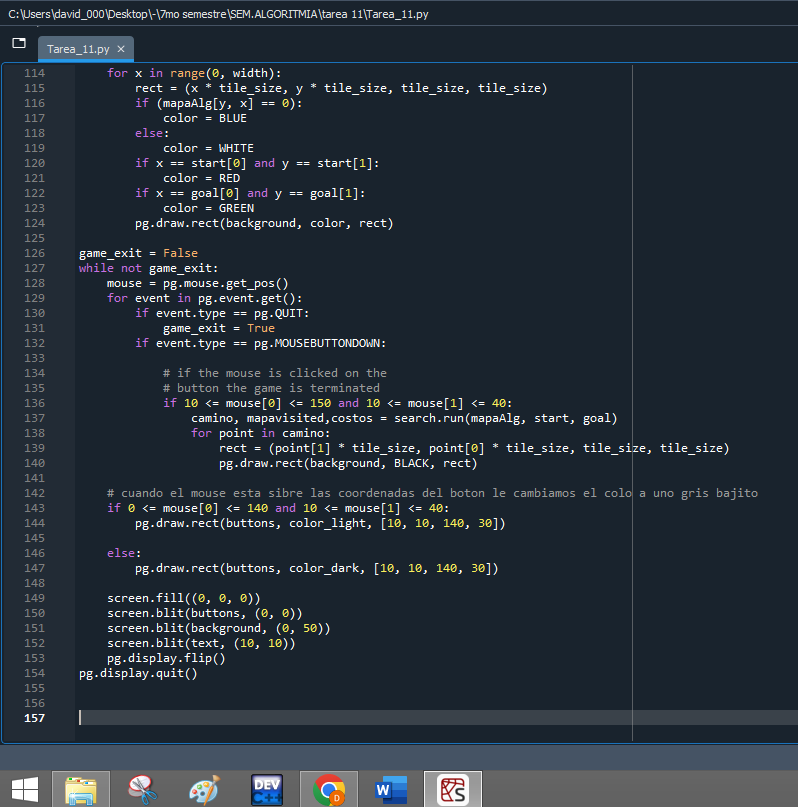 C:\Users\david_000\Desktop\-\7mo semestre\SEM.ALGORITMIA\tarea 11\Tarea_11.py
Tarea_11.py ×
114 for x in range(0, width):
115 rect = (x * tile_size, y * tile_size, tile_size, tile_size)
116 if (mapaAlg[y, x] == 0):
117 color = BLUE
118 else:
119 color = WHITE
120 if x == start[0] and y == start[1]:
121 color = RED
122 if x == goal[0] and y == goal[1]:
123 color = GREEN
124 pg.draw.rect(background, color, rect)
125
126 game_exit = False
127 while not game_exit:
128 mouse = pg.mouse.get_pos()
129 for event in pg.event.get():
130 if event.type == pg.QUIT:
131 game_exit = True
132 if event.type == pg.MOUSEBUTTONDOWN:
133
134 # if the mouse is clicked on the
135 # button the game is terminated
136 if 10 <= mouse[0] <= 150 and 10 <= mouse[1] <= 40:
137 camino, mapavisited,costos = search.run(mapaAlg, start, goal)
138 for point in camino:
139 rect = (point[1] * tile_size, point[0] * tile_size, tile_size, tile_size)
140 pg.draw.rect(background, BLACK, rect)
141
142 # cuando el mouse esta sibre las coordenadas del boton le cambiamos el colo a uno gris bajito
143 if 0 <= mouse[0] <= 140 and 10 <= mouse[1] <= 40:
144 pg.draw.rect(buttons, color_light, [10, 10, 140, 30])
145
146 else:
147 pg.draw.rect(buttons, color_dark, [10, 10, 140, 30])
148
149 screen.fill((0, 0, 0))
150 screen.blit(buttons, (0, 0))
151 screen.blit(background, (0, 50))
152 screen.blit(text, (10, 10))
153 pg.display.flip()
154 pg.display.quit()
155
156
157
DEV
C++
D
W
S